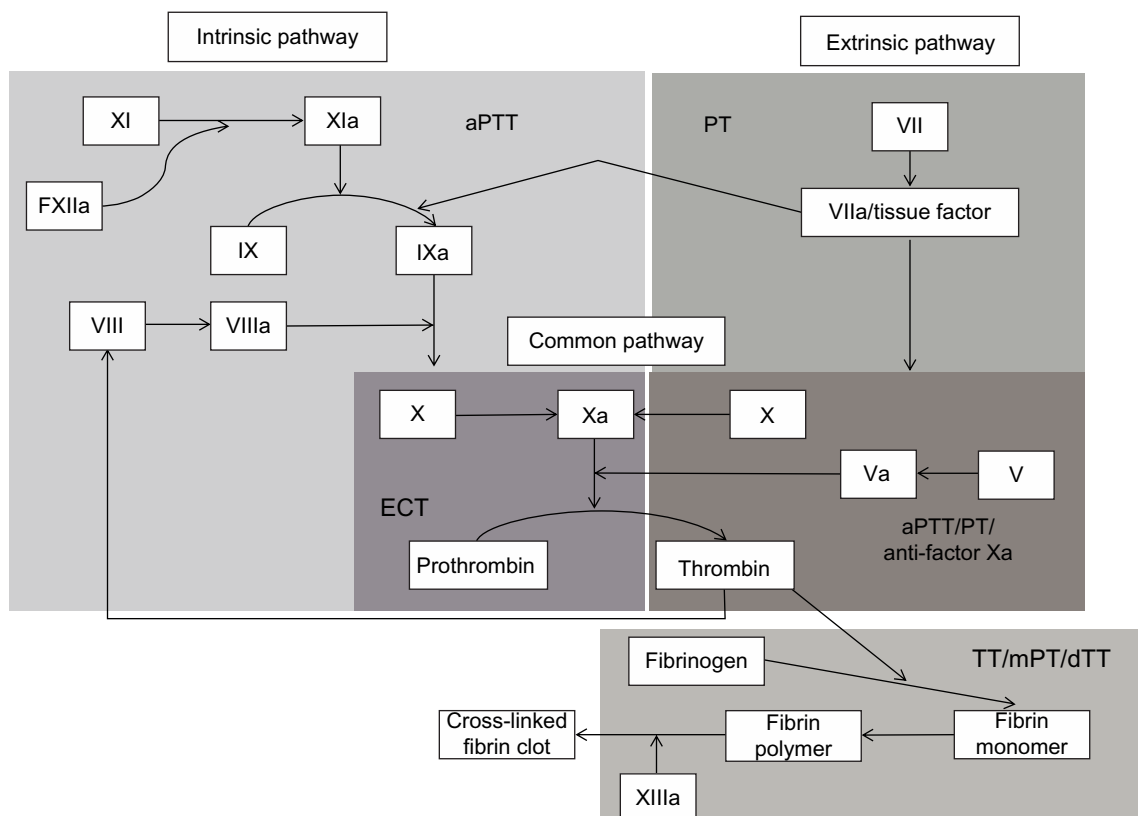 Intrinsic pathway
Extrinsic pathway
XI
XIa
aPTT
PT
VII
FXIIa
VIIa/tissue factor
IX
IXa
VIII
VIIIa
Common pathway
X
Xa
X
Va
V
ECT
aPTT/PT/
anti-factor Xa
Prothrombin
Thrombin
Fibrinogen
TT/mPT/dTT
Cross-linked
fibrin clot
Fibrin
polymer
Fibrin
monomer
XIIIa